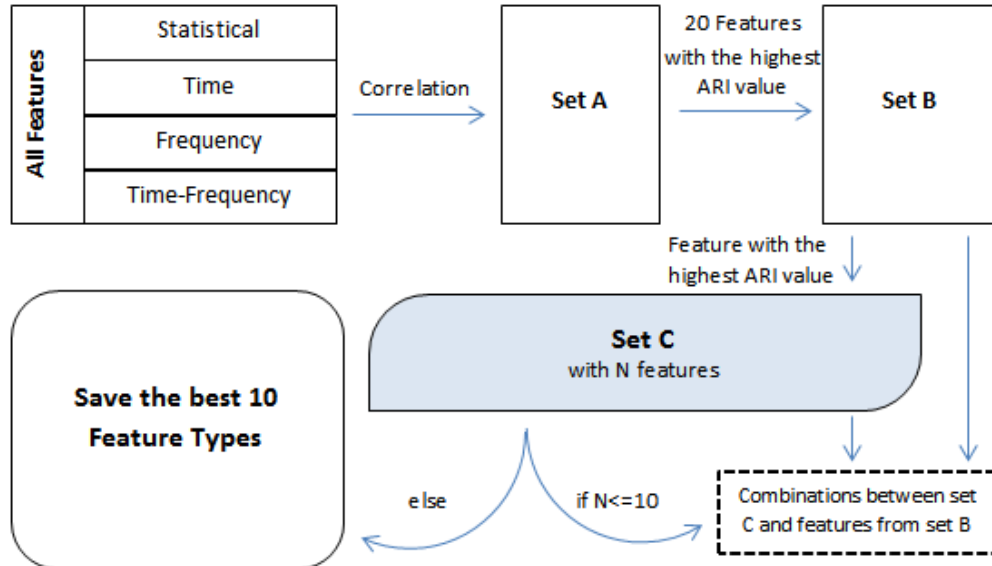 All Features
Statistical
Time
Frequency
Time-Frequency
Correlation
Set A
20 Features
with the highest
ARI value
Set B
Feature with the
highest ARI value
Set C
with N features
Save the best 10
Feature Types
else
if N<=10
Combinations between set
C and features from set B